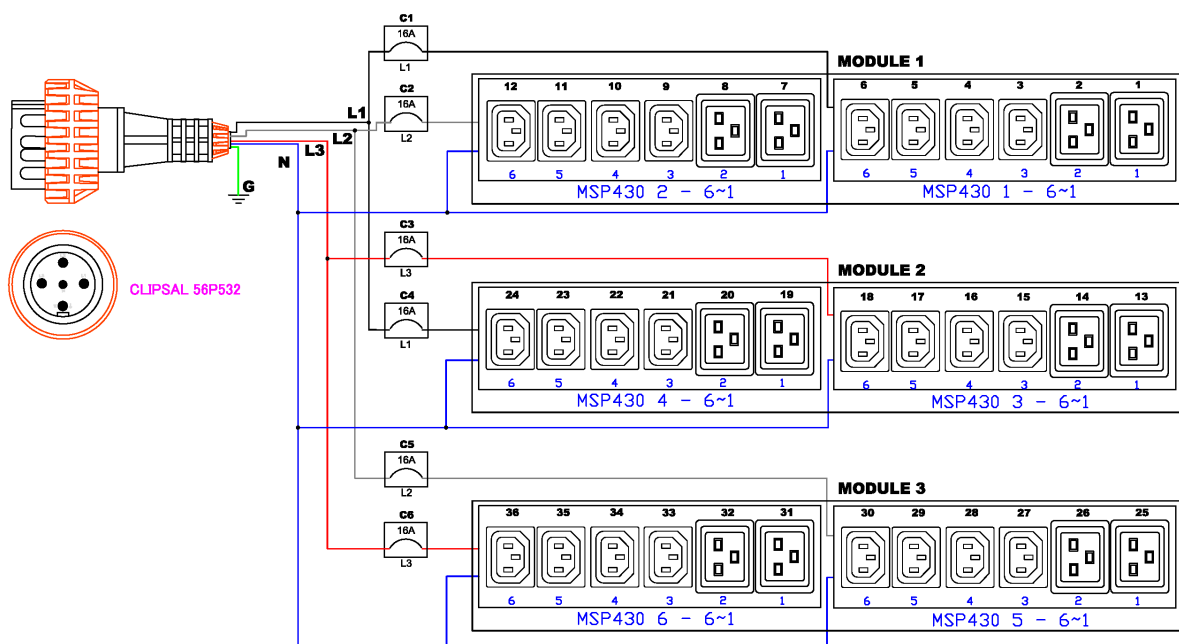 C1
16A
L1
MODULE 1
C2
16A
L2
12 11 10 9 8 7
6 5 4 3 2 1
L1
L2
L3
N
G
6 5 4 3 2 1
6 5 4 3 2 1
MSP430 2 - 6~1
MSP430 1 - 6~1
C3
16A
L3
MODULE 2
CLIPSAL 56P532
C4
16A
L1
24 23 22 21 20 19
18 17 16 15 14 13
6 5 4 3 2 1
6 5 4 3 2 1
MSP430 4 - 6~1
MSP430 3 - 6~1
C5
16A
L2
MODULE 3
C6
16A
L3
36 35 34 33 32 31
30 29 28 27 26 25
6 5 4 3 2 1
6 5 4 3 2 1
MSP430 6 - 6~1
MSP430 5 - 6~1